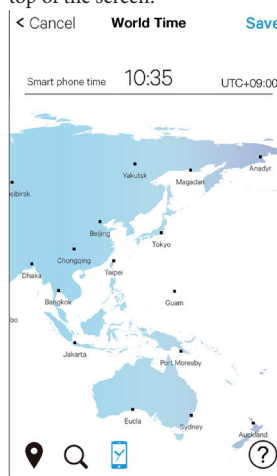 top of the screen.
< Cancel World Time Save
Smart phone time 10:35 UTC+09:00
Anadyr
Yakutsk
Magadan
sibirsk
Beijing
Tokyo
Chongqing
Dhaka
Taipei
Bangkok
Guam
bo
Jakarta
Port Moresby
Eucla
Sydney
Auckland
?